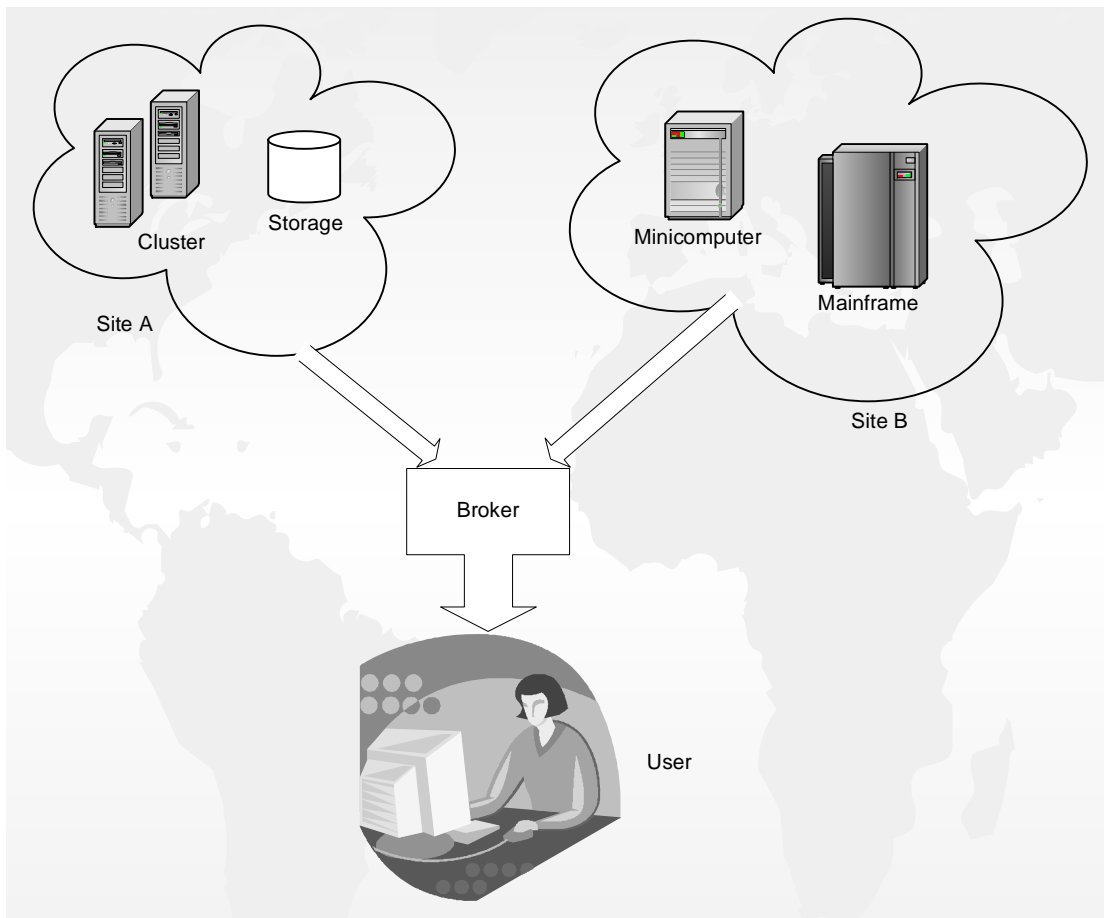 Cluster
Storage
Site A
Minicomputer
Mainframe
Site B
Broker
User